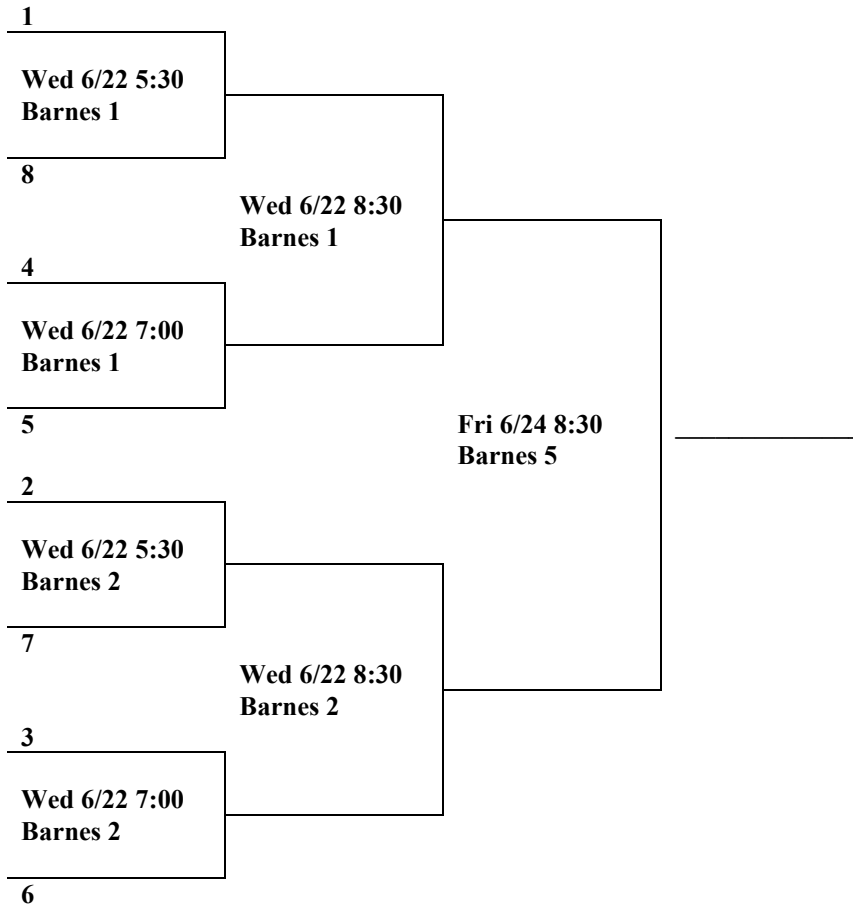 1
Wed 6/22 5:30
Barnes 1
8
Wed 6/22 8:30
Barnes 1
4
Wed 6/22 7:00
Barnes 1
5
Fri 6/24 8:30
Barnes 5
2
Wed 6/22 5:30
Barnes 2
7
Wed 6/22 8:30
Barnes 2
3
Wed 6/22 7:00
Barnes 2
6